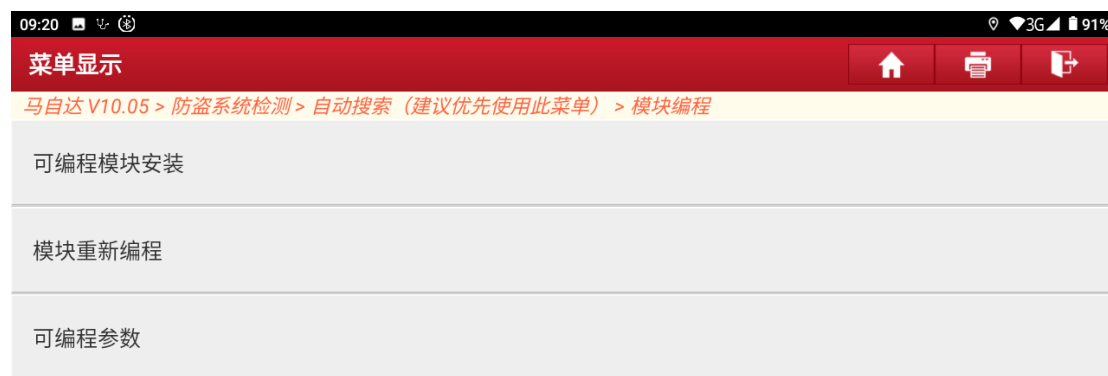 09:20 3G 91%
菜单显示
马自达 V10.05 > 防盗系统检测 > 自动搜索（建议优先使用此菜单） > 模块编程
可编程模块安装
模块重新编程
可编程参数